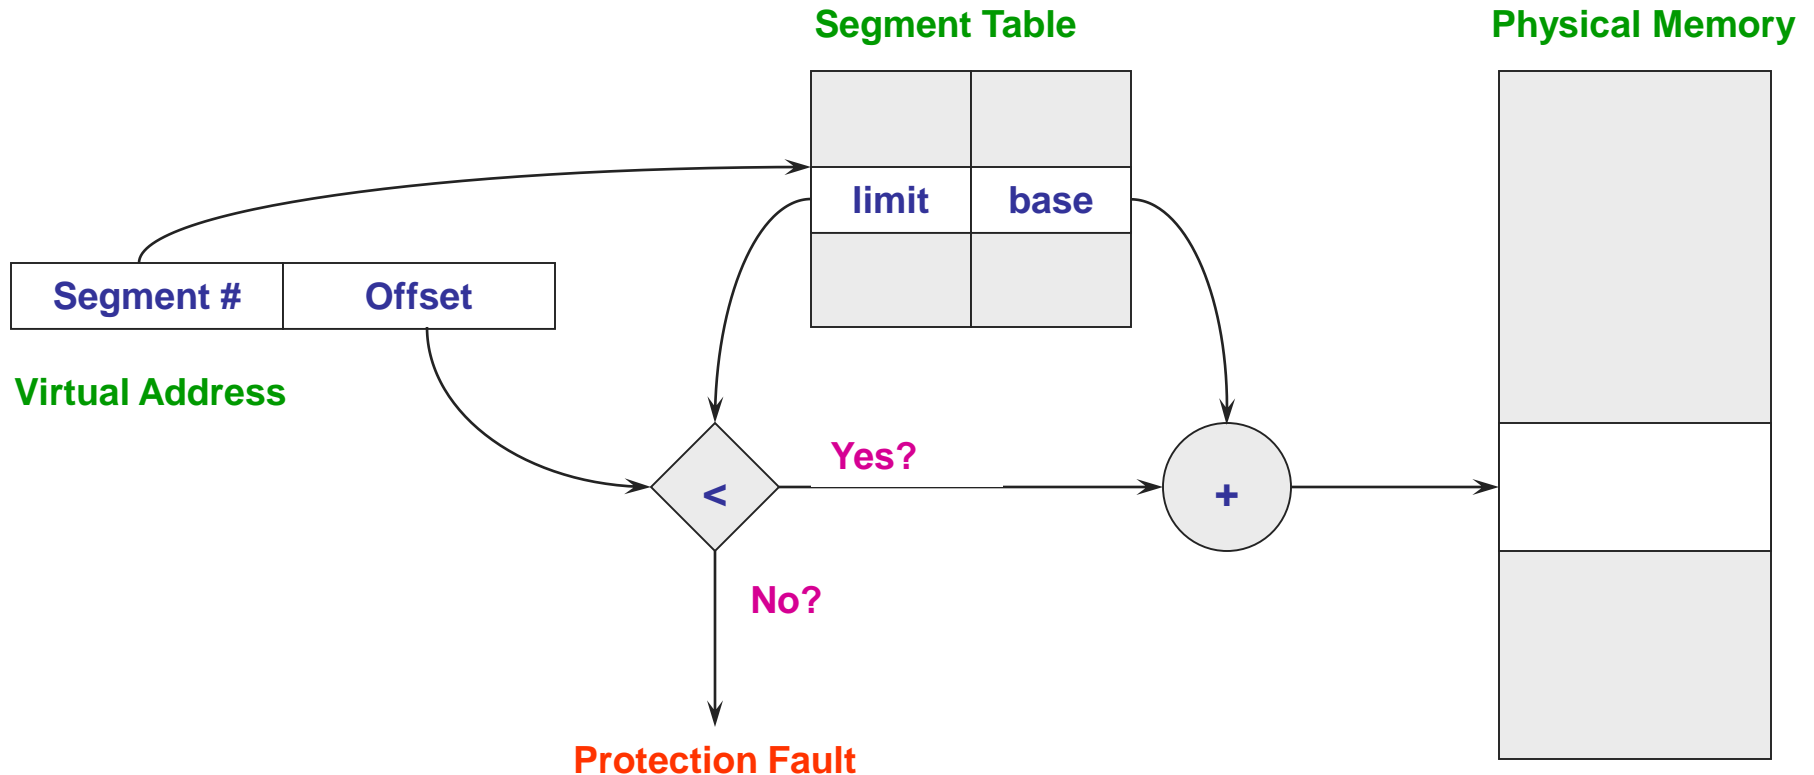 Segment Table
Physical Memory
limit
base
Segment #
Offset
Virtual Address
Yes?
<
+
No?
Protection Fault